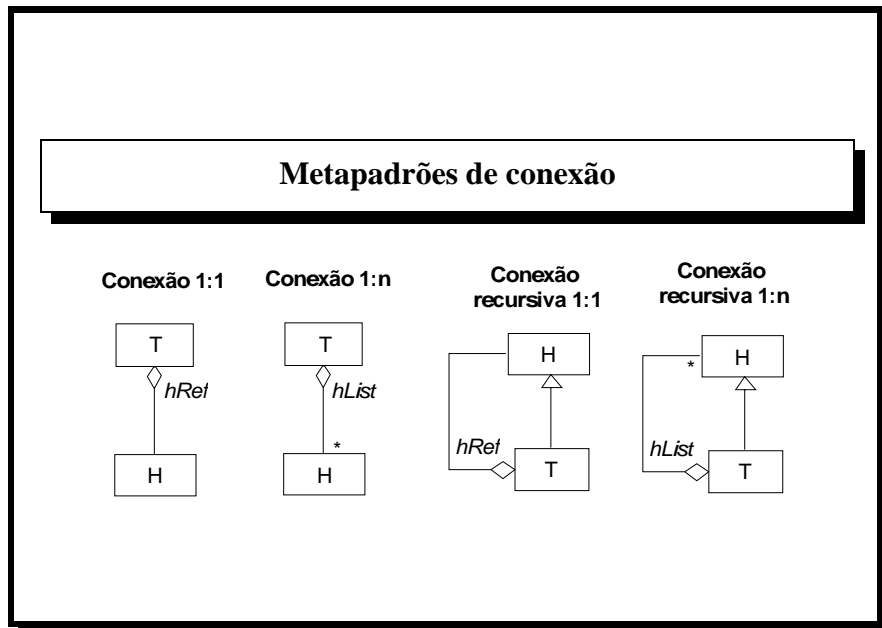 Metapadrões de conexão
Conexão 1:1
T
hRef
H
Conexão 1:n
T
hList
*
H
Conexão
recursiva 1:1
H
hRef
T
Conexão
recursiva 1:n
H
*
hList
T